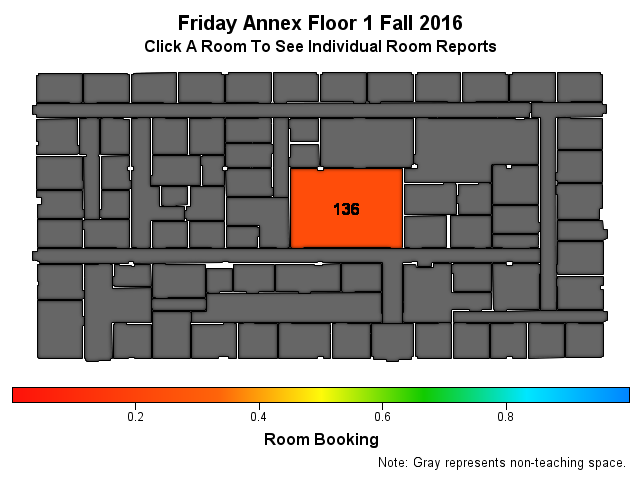 Friday Annex Floor 1 Fall 2016
Click A Room To See Individual Room Reports
136
0.2 0.4 0.6 0.8
Room Booking
Note: Gray represents non-teaching space.